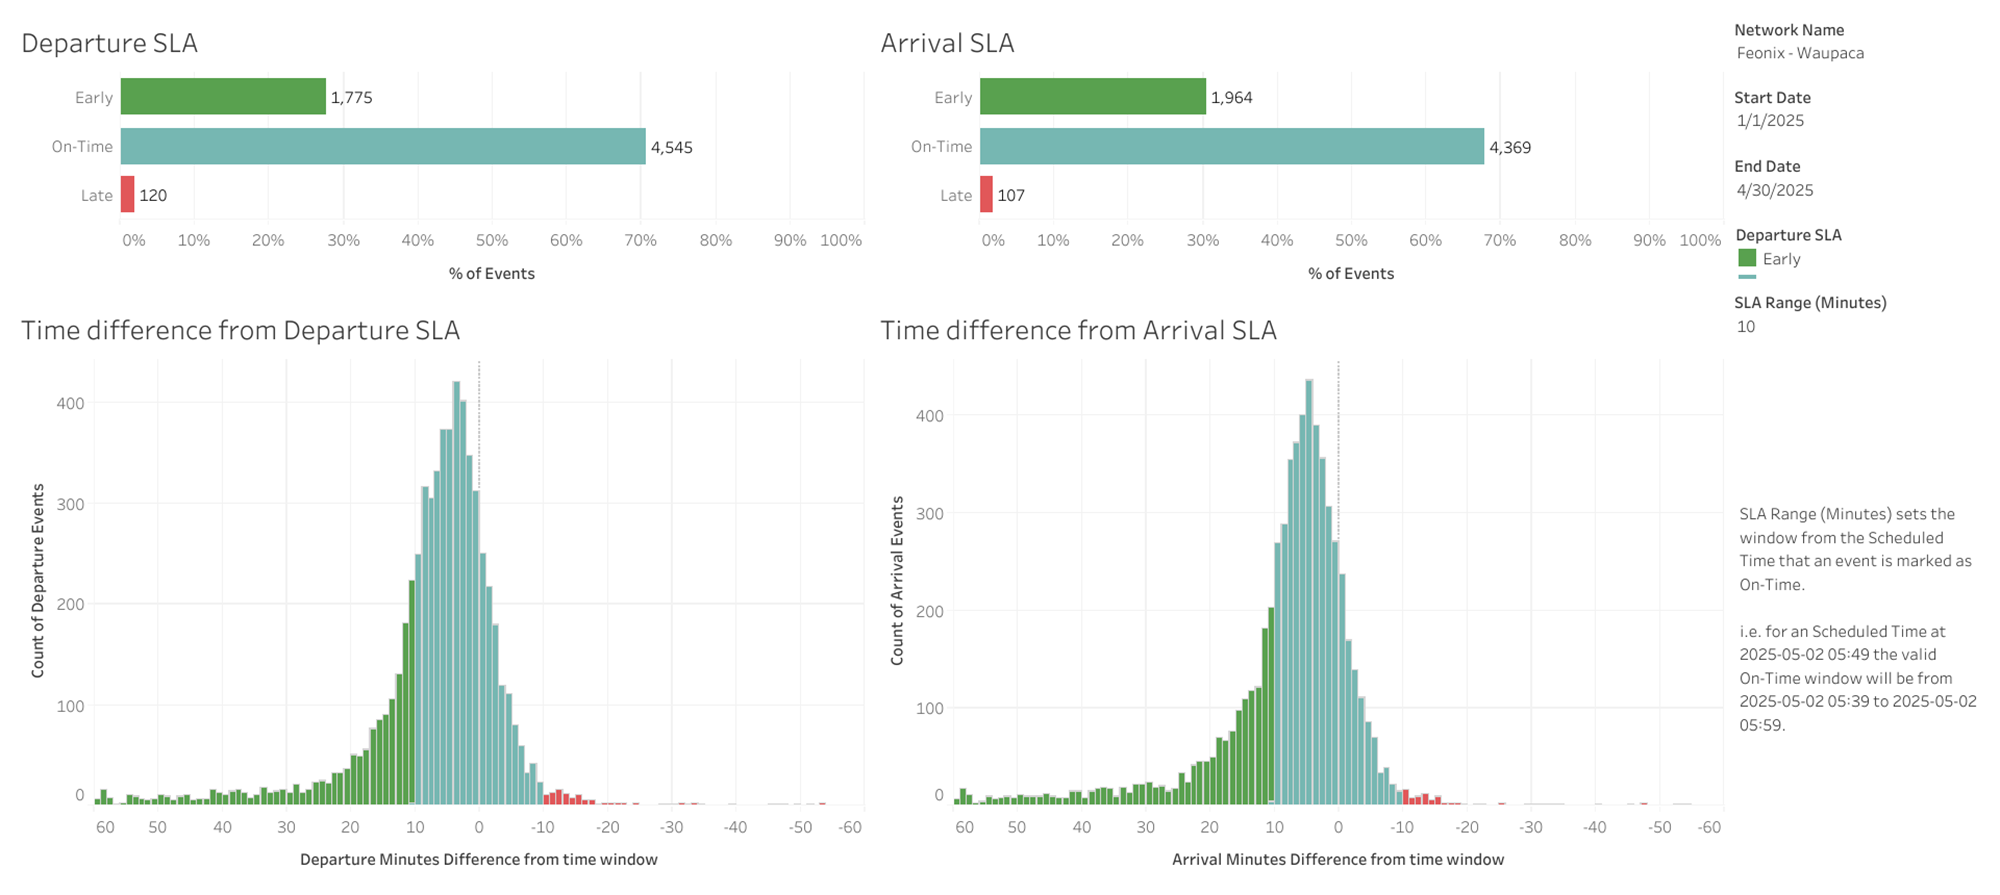 Departure SLA
Early
1,775
On-Time
4,545
Late
120
0% 10% 20% 30% 40% 50% 60% 70% 80% 90% 100%
% of Events
Arrival SLA
Early
1,964
On-Time
4,369
Late
107
0% 10% 20% 30% 40% 50% 60% 70% 80% 90% 100%
% of Events
Network Name
Feonix - Waupaca
Start Date
1/1/2025
End Date
4/30/2025
Departure SLA
Early
SLA Range (Minutes)
10
Time difference from Departure SLA
Count of Departure Events
400
300
200
100
0
60 50 40 30 20 10 0 -10 -20 -30 -40 -50 -60
Departure Minutes Difference from time window
Time difference from Arrival SLA
Count of Arrival Events
400
300
200
100
0
60 50 40 30 20 10 0 -10 -20 -30 -40 -50 -60
Arrival Minutes Difference from time window
SLA Range (Minutes) sets the
window from the Scheduled
Time that an event is marked as
On-Time.
i.e. for an Scheduled Time at
2025-05-02 05:49 the valid
On-Time window will be from
2025-05-02 05:39 to 2025-05-02
05:59.